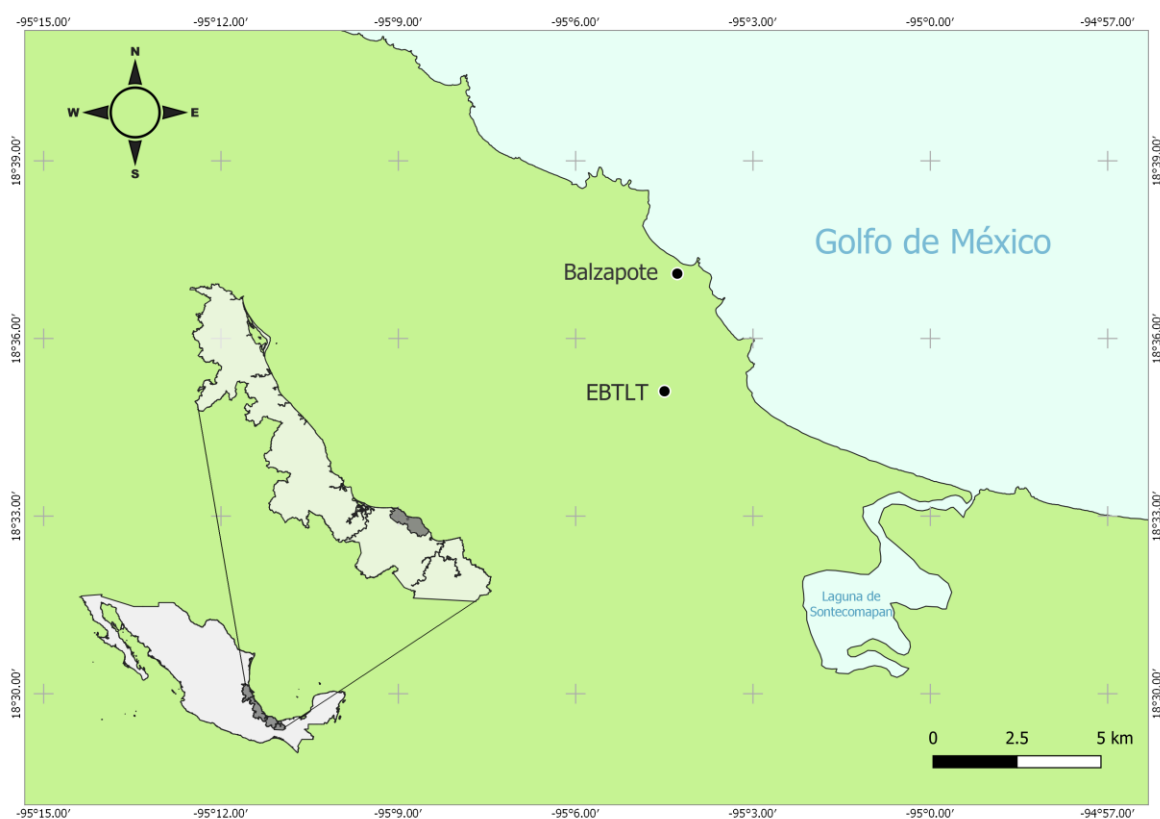 -95°15.00′ -95°12.00′ -95°9.00′ -95°6.00′ -95°3.00′ -95°0.00′ -94°57.00′
N
W E
S
18°39.00′ 18°39.00′
Golfo de México
Balzapote
18°36.00′ 18°36.00′
EBTLT
18°33.00′ 18°33.00′
Laguna de
Sontecomapan
18°30.00′ 18°30.00′
0 2.5 5 km
-95°15.00′ -95°12.00′ -95°9.00′ -95°6.00′ -95°3.00′ -95°0.00′ -94°57.00′